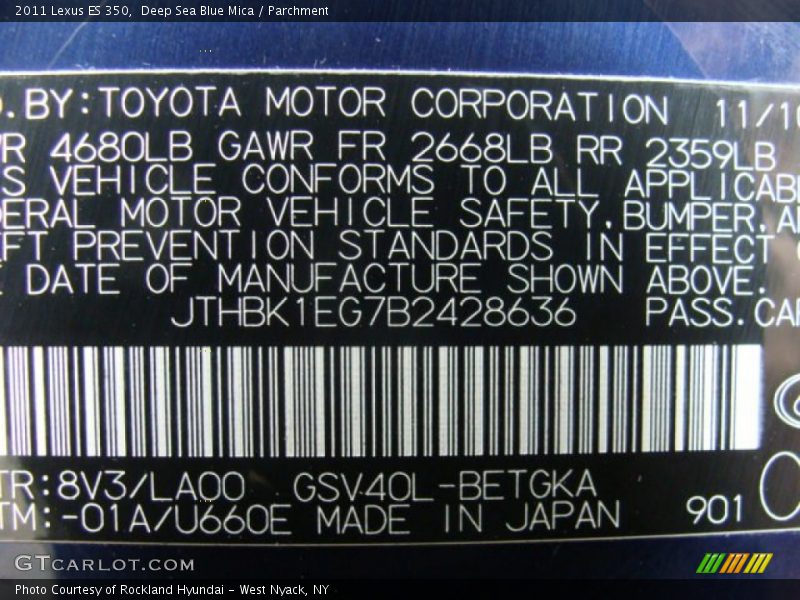 2011 Lexus ES 350, Deep Sea Blue Mica / Parchment
.BY:TOYOTA MOTOR CORPORATION 11/10
R 4680LB GAWR FR 2668LB RR 2359LB
S VEHICLE CONFORMS TO ALL APPLICAB
ERAL MOTOR VEHICLE SAFETY,BUMPER,A
FT PREVENTION STANDARDS IN EFFECT
DATE OF MANUFACTURE SHOWN ABOVE.
JTHBK1EG7B2428636 PASS.CAR
TR:8V3/LA00 GSV40L-BETGKA
TM:-01A/U660E MADE IN JAPAN 901
GTCARLOT.COM
Photo Courtesy of Rockland Hyundai - West Nyack, NY